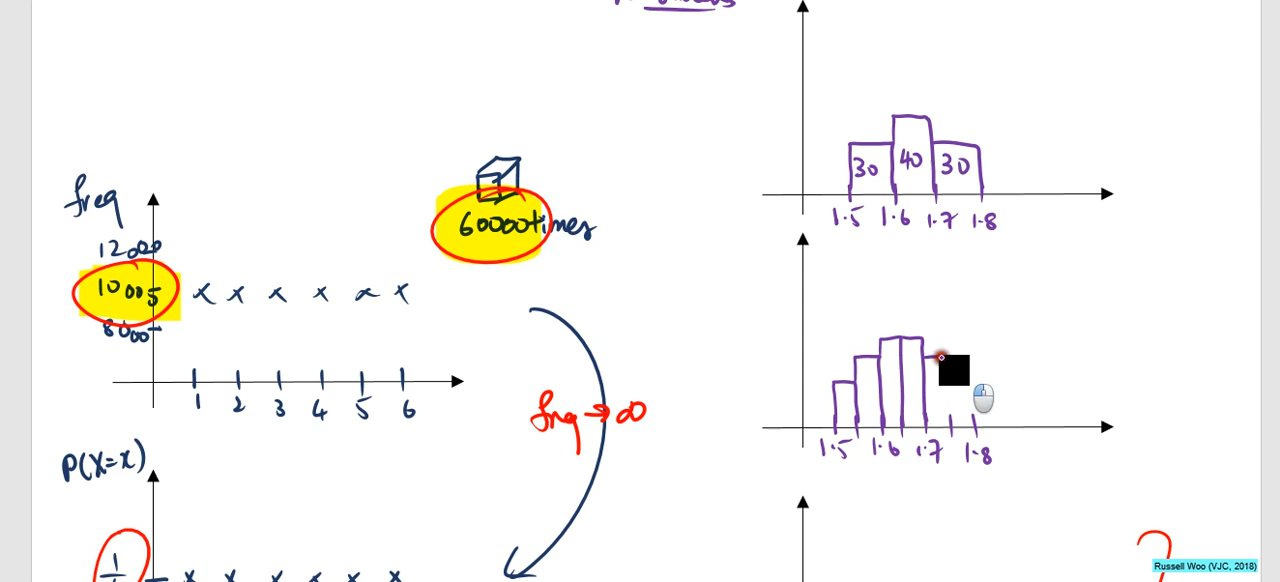 freq
12000
10005
8000
1 2 3 4 5 6
60000 times
freq → ∞
P(X=x)
30 40 30
1.5 1.6 1.7 1.8
1.5 1.6 1.7 1.8
?
Russell Woo (VJC, 2018)